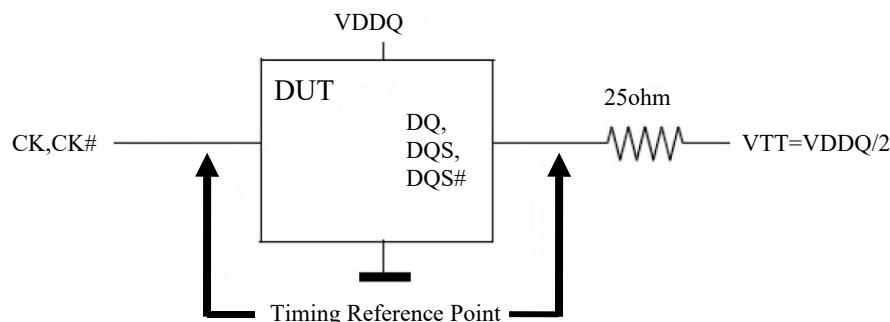 VDDQ
DUT
25ohm
CK,CK#
DQ,
DQS,
DQS#
VTT=VDDQ/2
Timing Reference Point